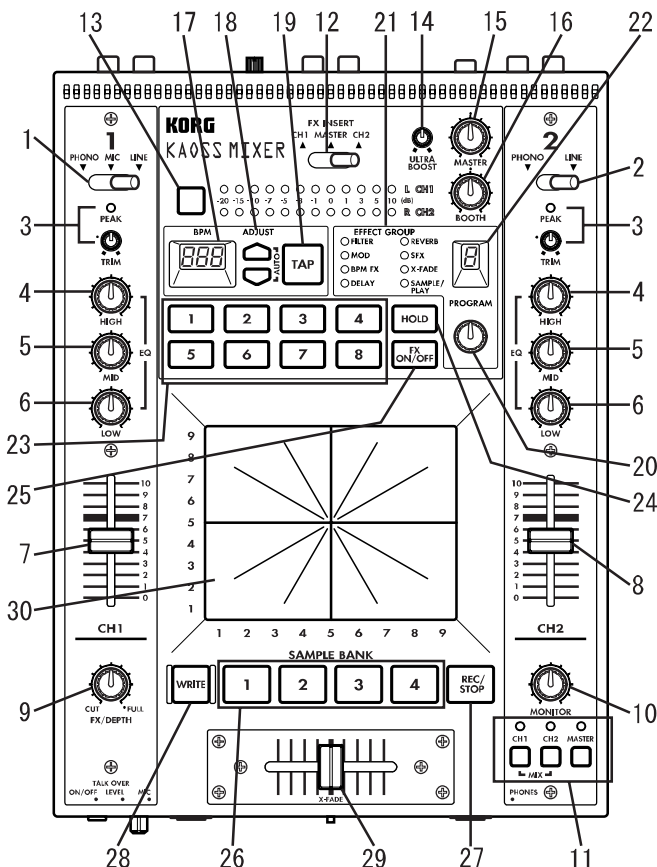 13 17 18 19 12 21 14 15 16 22
1
2
3
3
4
4
5
5
6
6
23
25
20
24
7
8
30
9
10
28 26 29 27 11
1
PHONO MIC LINE
PEAK
TRIM
HIGH
MID
EQ
LOW
KORG
KAOSS MIXER
FX INSERT
CH1 MASTER CH2
ULTRA BOOST
MASTER
BOOTH
L CH1
-20 -15 -10 -7 -5 -3 -1 0 1 3 5 10 (dB)
R CH2
BPM
888
ADJUST
AUTO
TAP
EFFECT GROUP
FILTER REVERB
MOD SFX
BPM FX X-FADE
DELAY SAMPLE/
PLAY
8
PROGRAM
1 2 3 4 HOLD
5 6 7 8 FX
ON/OFF
2
PHONO LINE
PEAK
TRIM
HIGH
MID
EQ
LOW
10
9
8
7
6
5
4
3
2
1
0
CH1
CUT FULL
FX/DEPTH
TALK OVER
ON/OFF LEVEL MIC
9
8
7
6
5
4
3
2
1
1 2 3 4 5 6 7 8 9
SAMPLE BANK
WRITE 1 2 3 4 REC/
STOP
X-FADE
10
9
8
7
6
5
4
3
2
1
0
CH2
MONITOR
CH1 CH2 MASTER
MIX
PHONES